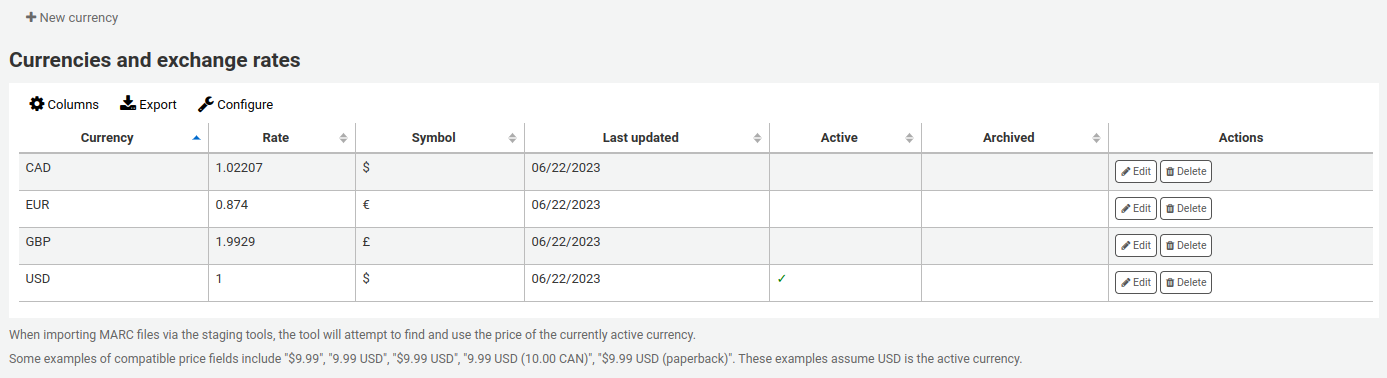 New currency
Currencies and exchange rates
Columns Export Configure
Currency Rate Symbol Last updated Active Archived Actions
CAD 1.02207 $ 06/22/2023 Edit Delete
EUR 0.874 € 06/22/2023 Edit Delete
GBP 1.9929 £ 06/22/2023 Edit Delete
USD 1 $ 06/22/2023 ✓ Edit Delete
When importing MARC files via the staging tools, the tool will attempt to find and use the price of the currently active currency.
Some examples of compatible price fields include "$9.99", "9.99 USD", "$9.99 USD", "9.99 USD (10.00 CAN)", "$9.99 USD (paperback)". These examples assume USD is the active currency.